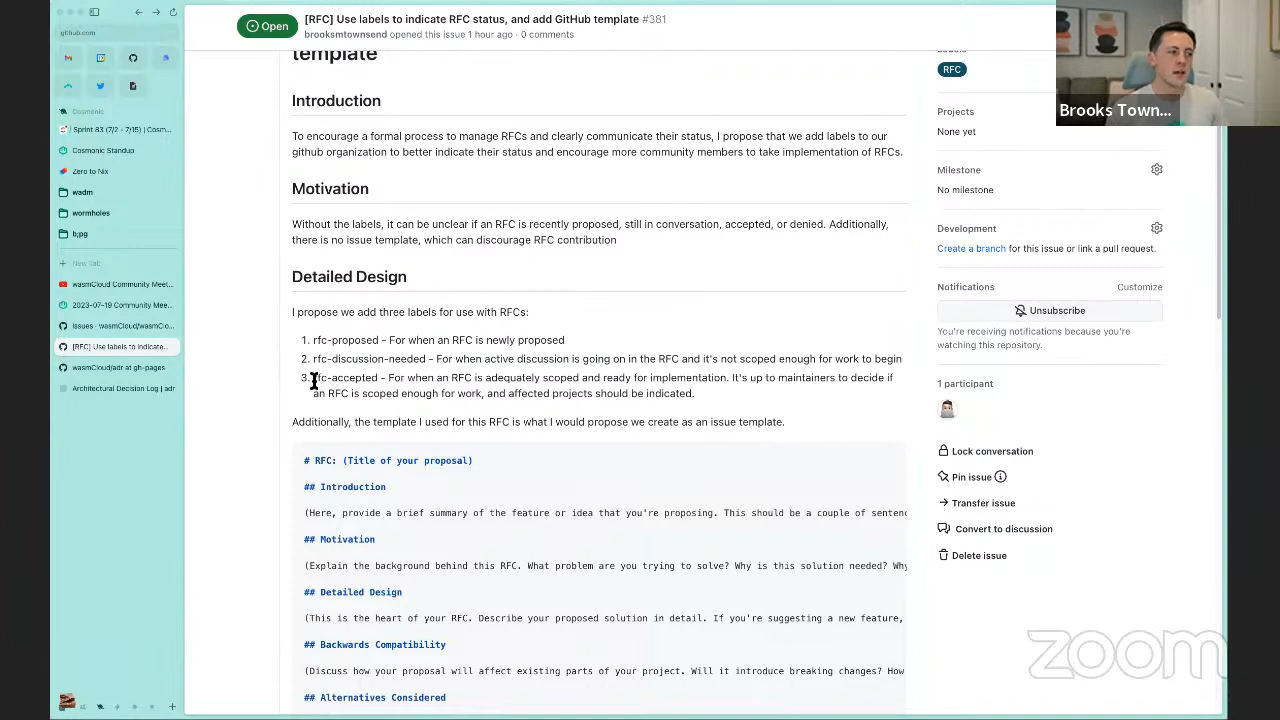 github.com
Cosmonic
Sprint 83 (7/2 - 7/15) | Cosm...
Cosmonic Standup
Zero to Nix
wadm
wormholes
b;pg
New Tab
wasmCloud Community Meet...
2023-07-19 Community Mee...
Issues · wasmCloud/wasmClo...
[RFC] Use labels to indicate...
wasmCloud/adr at gh-pages
Architectural Decision Log | adr
Open
[RFC] Use labels to indicate RFC status, and add GitHub template #381
brooksmtownsend opened this issue 1 hour ago · 0 comments
template
Introduction
To encourage a formal process to manage RFCs and clearly communicate their status, I propose that we add labels to our
github organization to better indicate their status and encourage more community members to take implementation of RFCs.
Motivation
Without the labels, it can be unclear if an RFC is recently proposed, still in conversation, accepted, or denied. Additionally,
there is no issue template, which can discourage RFC contribution
Detailed Design
I propose we add three labels for use with RFCs:
1. rfc-proposed - For when an RFC is newly proposed
2. rfc-discussion-needed - For when active discussion is going on in the RFC and it's not scoped enough for work to begin
3. rfc-accepted - For when an RFC is adequately scoped and ready for implementation. It's up to maintainers to decide if
an RFC is scoped enough for work, and affected projects should be indicated.
Additionally, the template I used for this RFC is what I would propose we create as an issue template.
# RFC: (Title of your proposal)
## Introduction
(Here, provide a brief summary of the feature or idea that you're proposing. This should be a couple of sentenc
## Motivation
(Explain the background behind this RFC. What problem are you trying to solve? Why is this solution needed? Why
## Detailed Design
(This is the heart of your RFC. Describe your proposed solution in detail. If you're suggesting a new feature,
## Backwards Compatibility
(Discuss how your proposal will affect existing parts of your project. Will it introduce breaking changes? How
## Alternatives Considered
Labels
RFC
Projects
None yet
Milestone
No milestone
Development
Create a branch for this issue or link a pull request.
Notifications
Customize
Unsubscribe
You're receiving notifications because you're
watching this repository.
1 participant
Lock conversation
Pin issue
Transfer issue
Convert to discussion
Delete issue
Brooks Town...
zoom